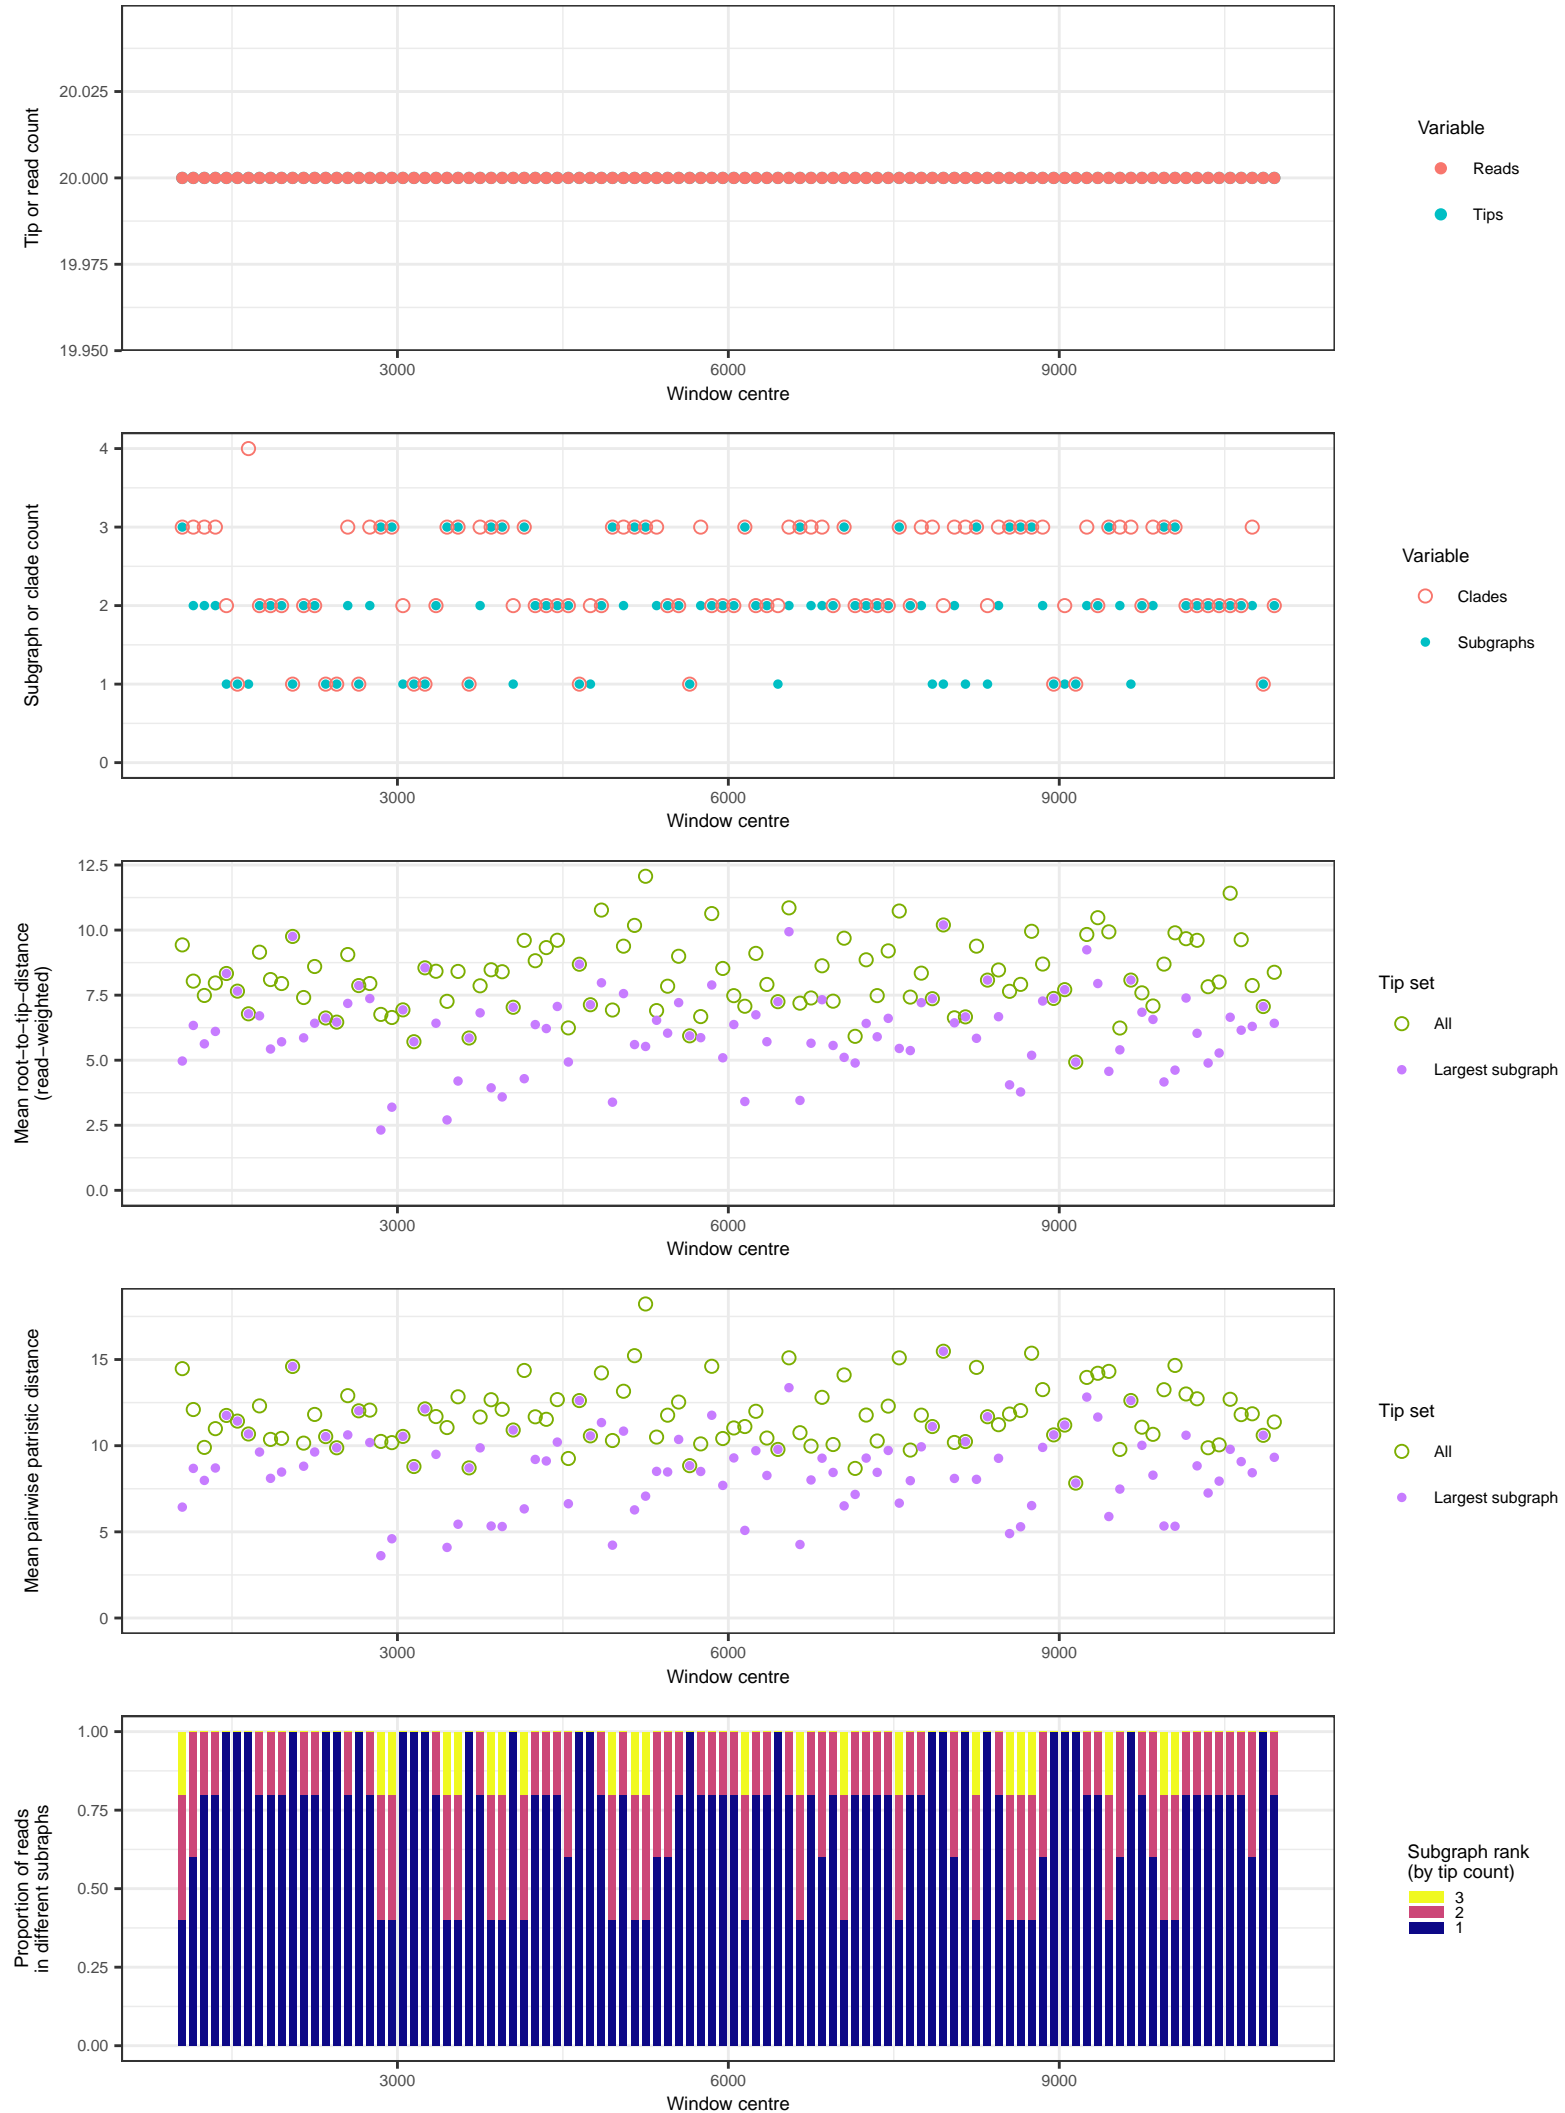 20.025
20.000
19.975
19.950
Tip or read count
3000 6000 9000
Window centre
Variable
Reads
Tips
4
3
2
1
0
Subgraph or clade count
3000 6000 9000
Window centre
Variable
Clades
Subgraphs
12.5
10.0
7.5
5.0
2.5
0.0
Mean root−to−tip−distance
(read−weighted)
3000 6000 9000
Window centre
Tip set
All
Largest subgraph
15
10
5
0
Mean pairwise patristic distance
3000 6000 9000
Window centre
Tip set
All
Largest subgraph
1.00
0.75
0.50
0.25
0.00
Proportion of reads
in different subraphs
3000 6000 9000
Window centre
Subgraph rank
(by tip count)
3
2
1